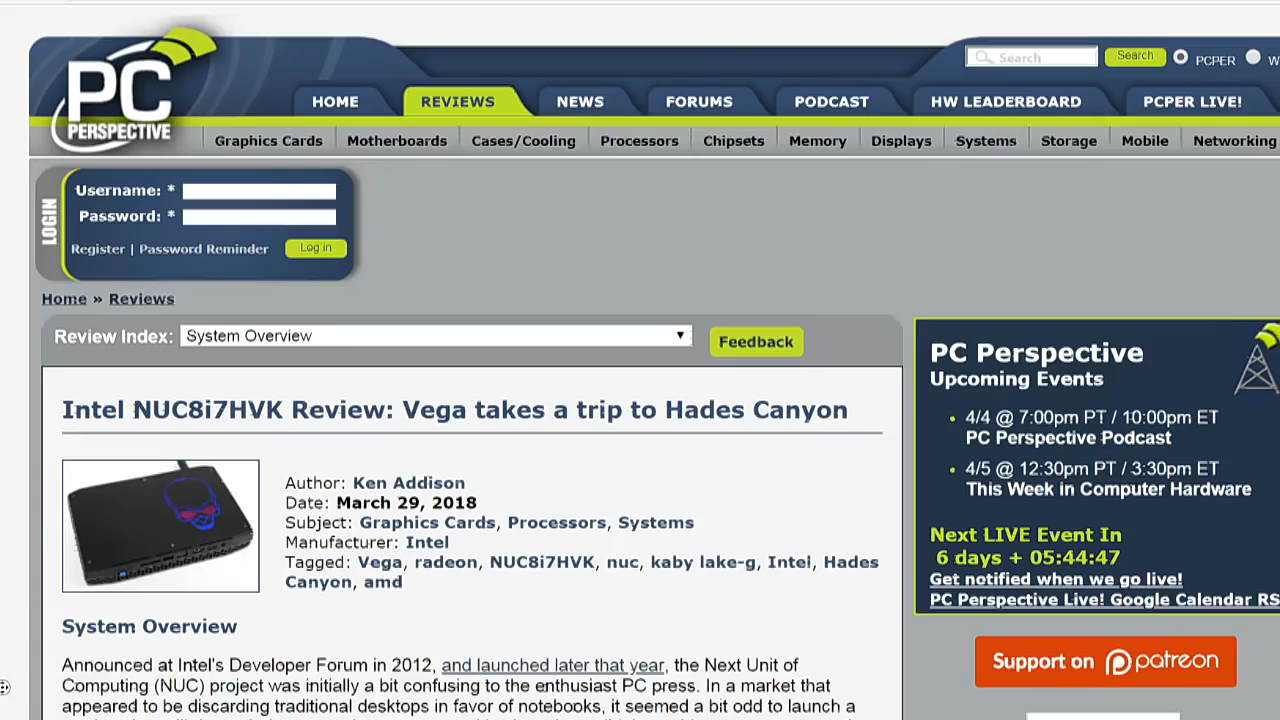 PC PERSPECTIVE
Search Search PCPER W
HOME REVIEWS NEWS FORUMS PODCAST HW LEADERBOARD PCPER LIVE!
Graphics Cards Motherboards Cases/Cooling Processors Chipsets Memory Displays Systems Storage Mobile Networking
LOGIN
Username: *
Password: *
Register | Password Reminder Log in
Home » Reviews
Review Index: System Overview Feedback
Intel NUC8i7HVK Review: Vega takes a trip to Hades Canyon
Author: Ken Addison
Date: March 29, 2018
Subject: Graphics Cards, Processors, Systems
Manufacturer: Intel
Tagged: Vega, radeon, NUC8i7HVK, nuc, kaby lake-g, Intel, Hades
Canyon, amd
System Overview
Announced at Intel's Developer Forum in 2012, and launched later that year, the Next Unit of
Computing (NUC) project was initially a bit confusing to the enthusiast PC press. In a market that
appeared to be discarding traditional desktops in favor of notebooks, it seemed a bit odd to launch a
PC Perspective
Upcoming Events
• 4/4 @ 7:00pm PT / 10:00pm ET
PC Perspective Podcast
• 4/5 @ 12:30pm PT / 3:30pm ET
This Week in Computer Hardware
Next LIVE Event In
6 days + 05:44:47
Get notified when we go live!
PC Perspective Live! Google Calendar RS
Support on patreon